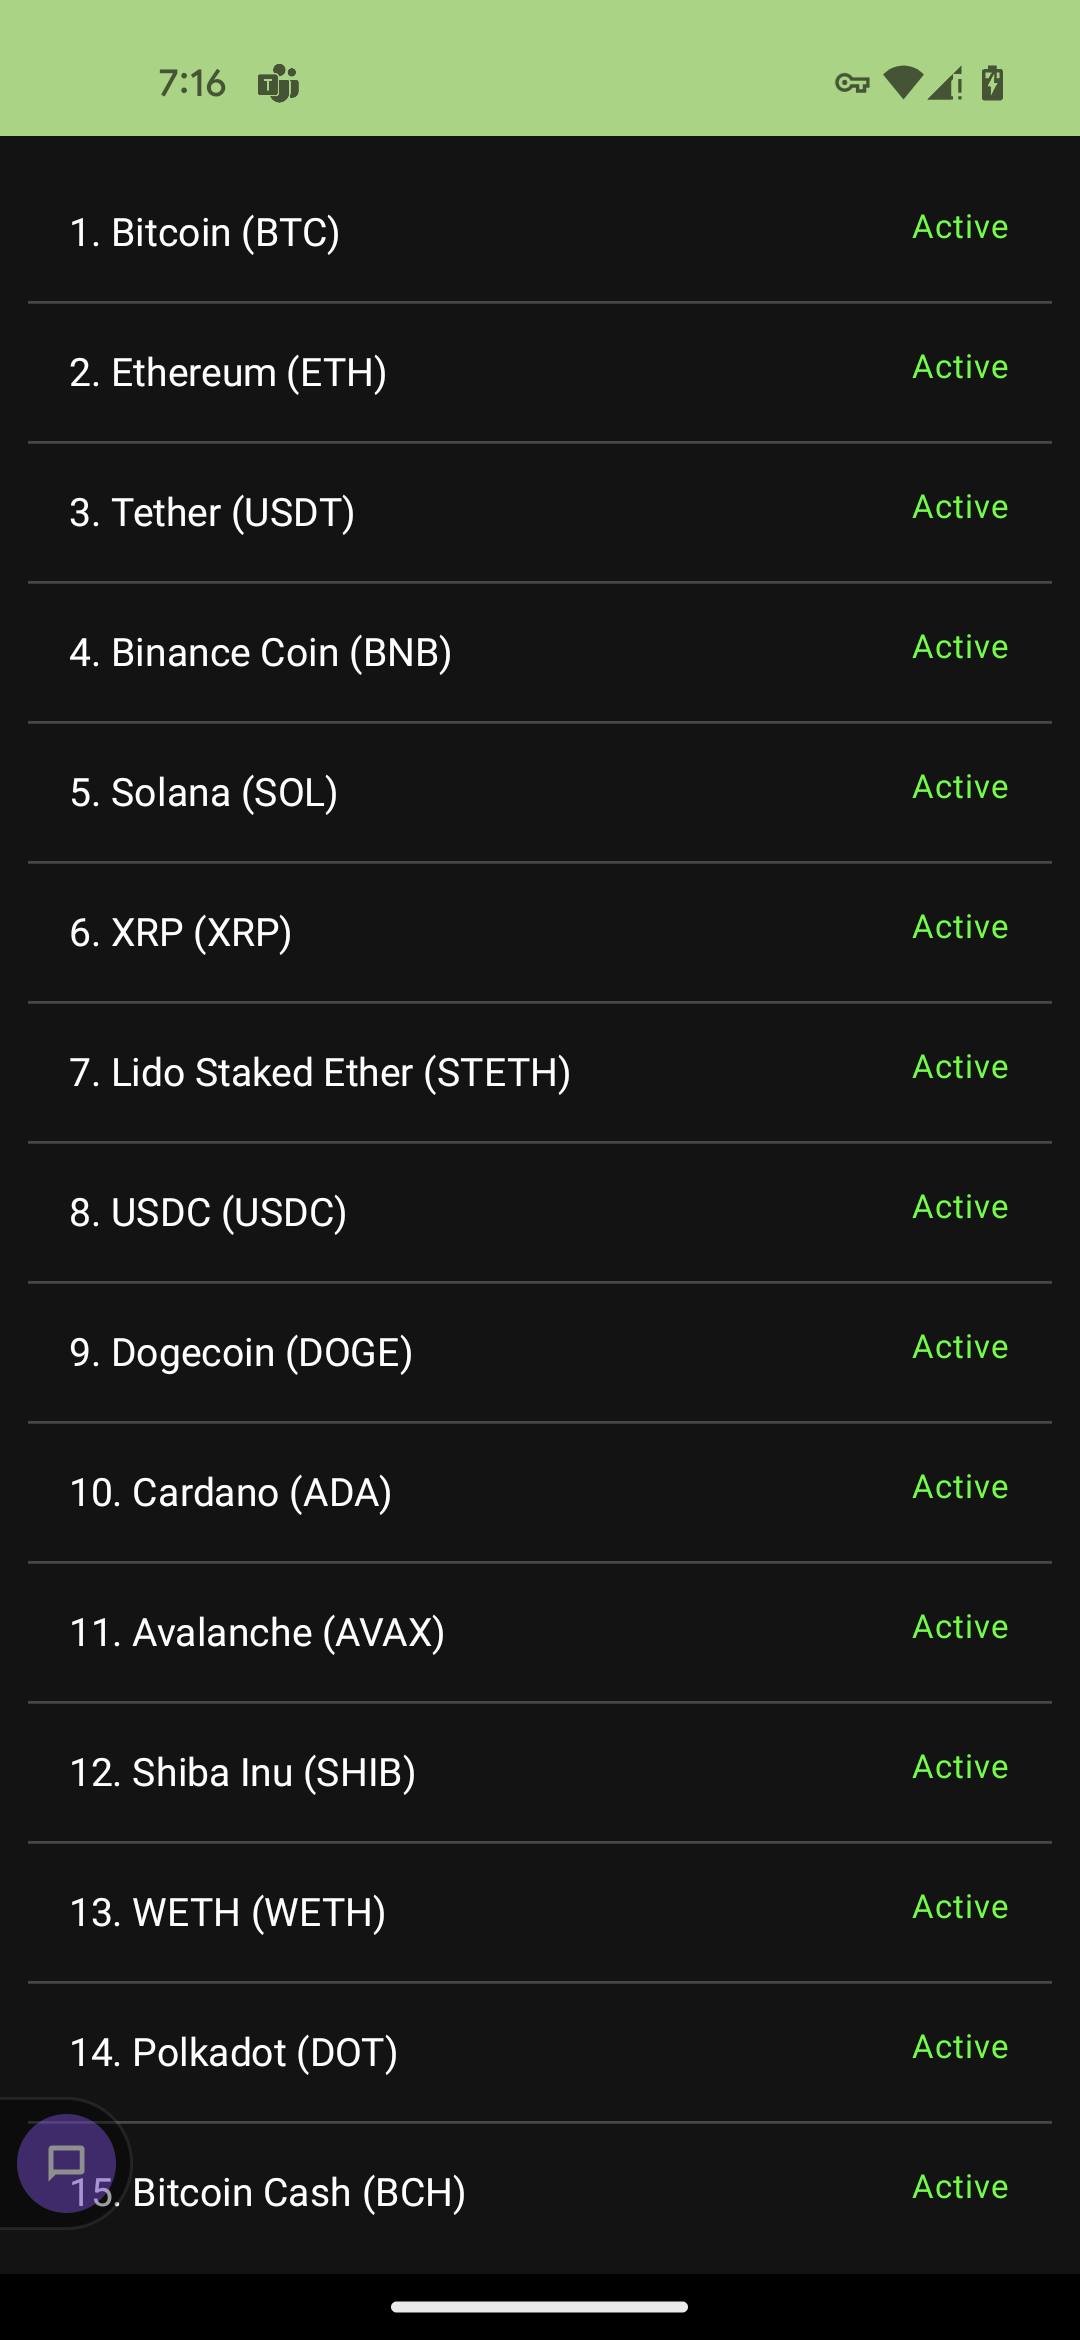 7:16
1. Bitcoin (BTC) Active
2. Ethereum (ETH) Active
3. Tether (USDT) Active
4. Binance Coin (BNB) Active
5. Solana (SOL) Active
6. XRP (XRP) Active
7. Lido Staked Ether (STETH) Active
8. USDC (USDC) Active
9. Dogecoin (DOGE) Active
10. Cardano (ADA) Active
11. Avalanche (AVAX) Active
12. Shiba Inu (SHIB) Active
13. WETH (WETH) Active
14. Polkadot (DOT) Active
15. Bitcoin Cash (BCH) Active